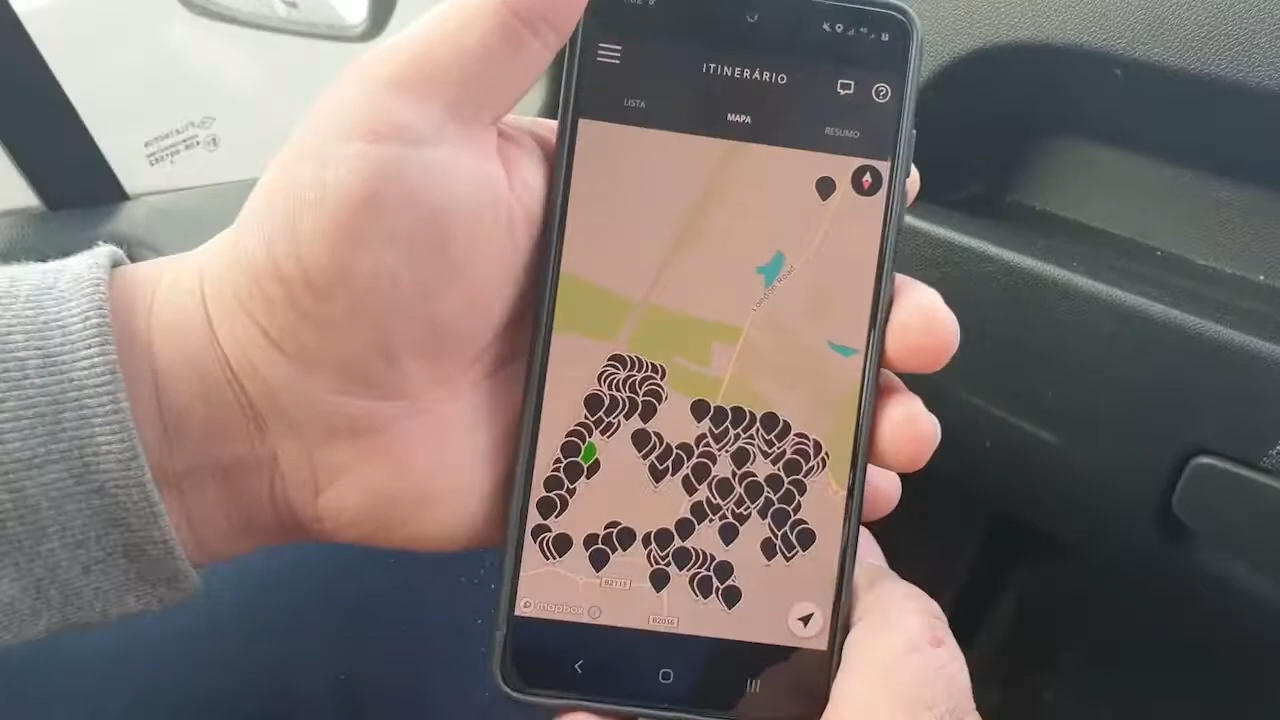 ITINERÁRIO
LISTA
MAPA
RESUMO
London Road
B2113
B2036
mapbox